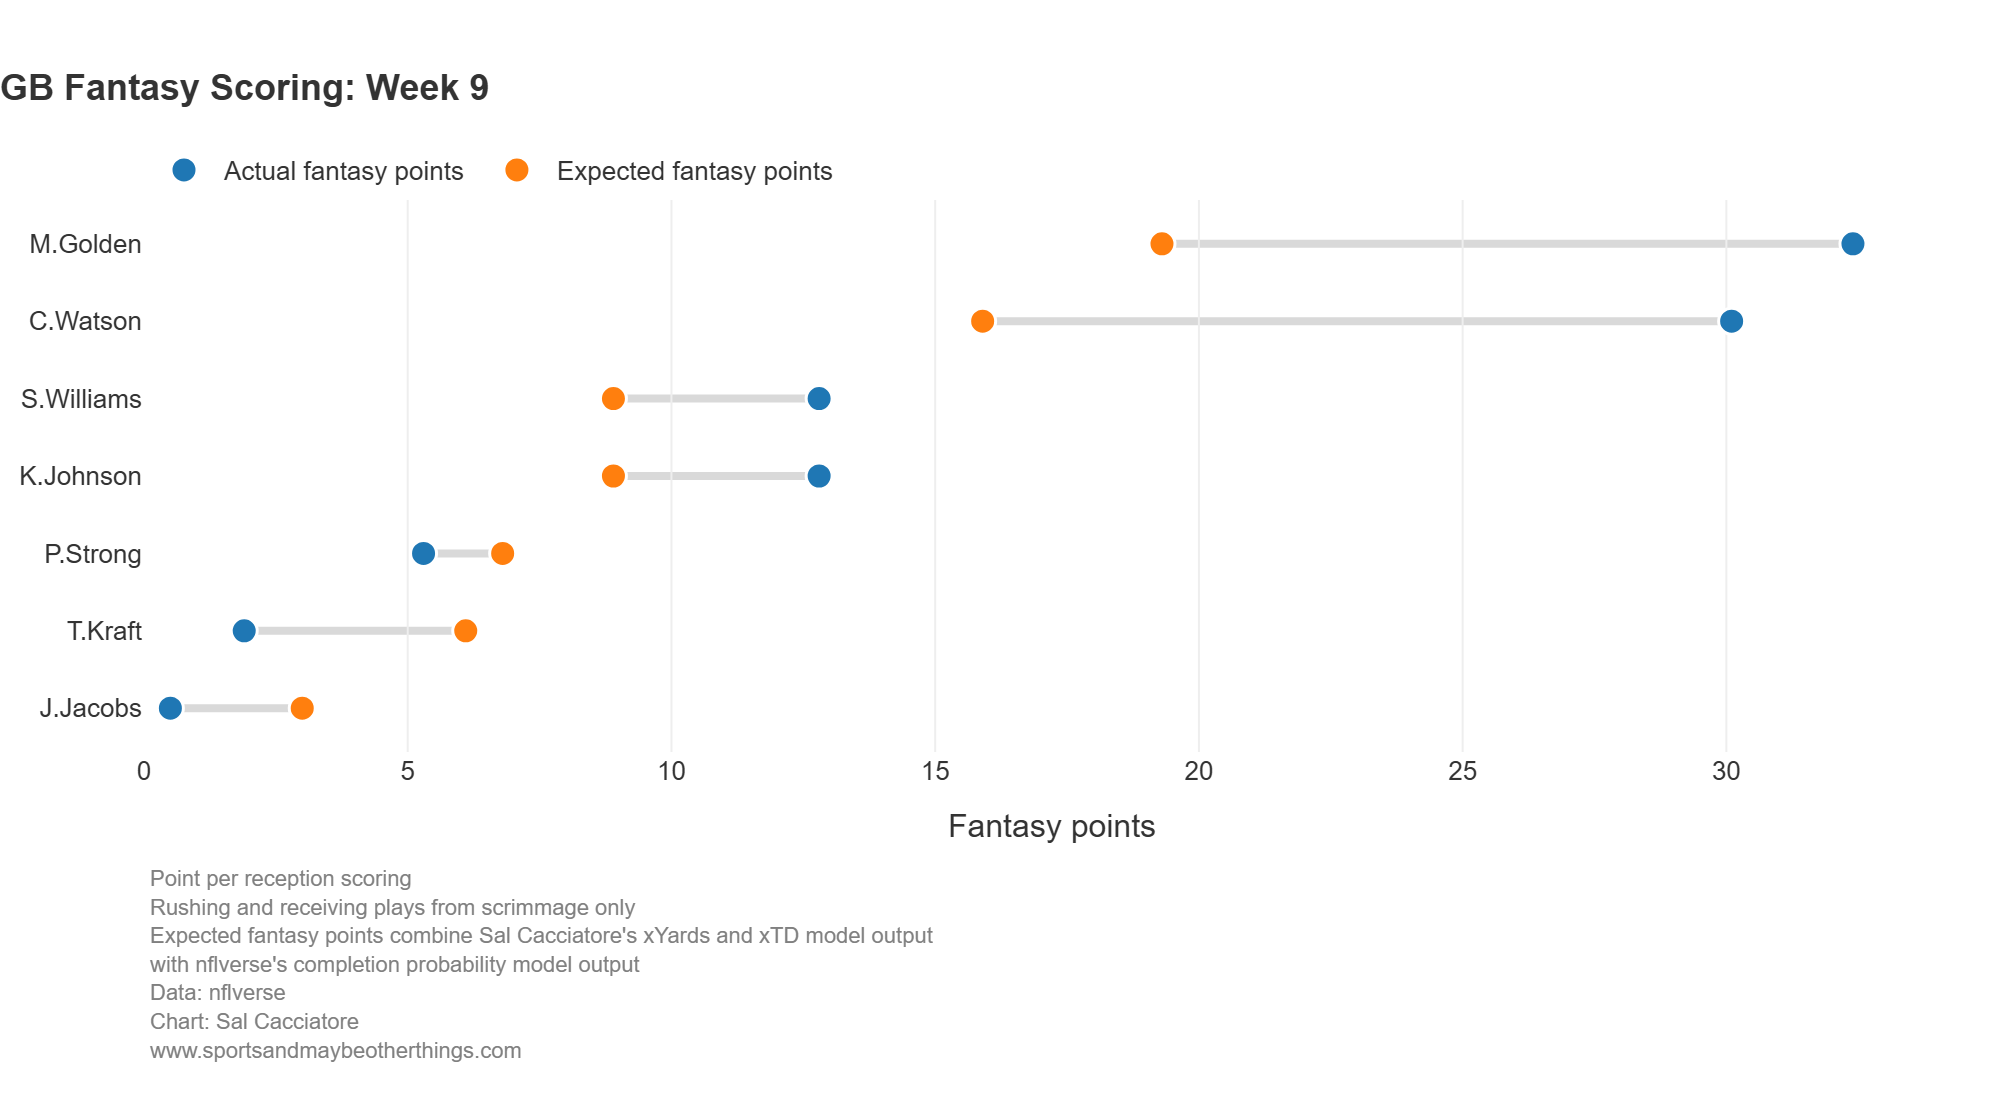 GB Fantasy Scoring: Week 9
Actual fantasy points
Expected fantasy points
M.Golden
C.Watson
S.Williams
K.Johnson
P.Strong
T.Kraft
J.Jacobs
0 5 10 15 20 25 30
Fantasy points
Point per reception scoring
Rushing and receiving plays from scrimmage only
Expected fantasy points combine Sal Cacciatore's xYards and xTD model output
with nflverse's completion probability model output
Data: nflverse
Chart: Sal Cacciatore
www.sportsandmaybeotherthings.com